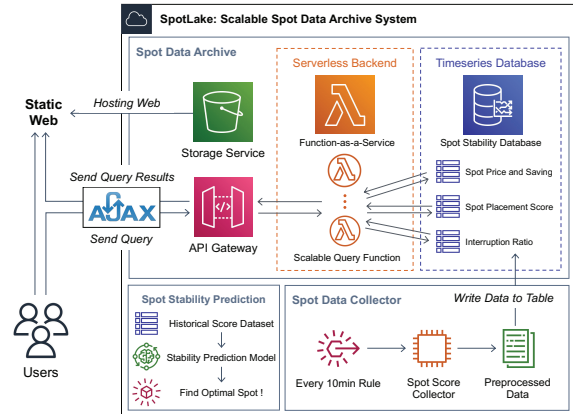 SpotLake: Scalable Spot Data Archive System
Spot Data Archive
Serverless Backend
Timeseries Database
Hosting Web
Static
Web
Storage Service
Function-as-a-Service
Spot Stability Database
Send Query Results
AJAX
Send Query
API Gateway
Scalable Query Function
Spot Price and Saving
Spot Placement Score
Interruption Ratio
Users
Spot Stability Prediction
Historical Score Dataset
Stability Prediction Model
Find Optimal Spot !
Spot Data Collector
Write Data to Table
Every 10min Rule
Spot Score
Collector
Preprocessed
Data